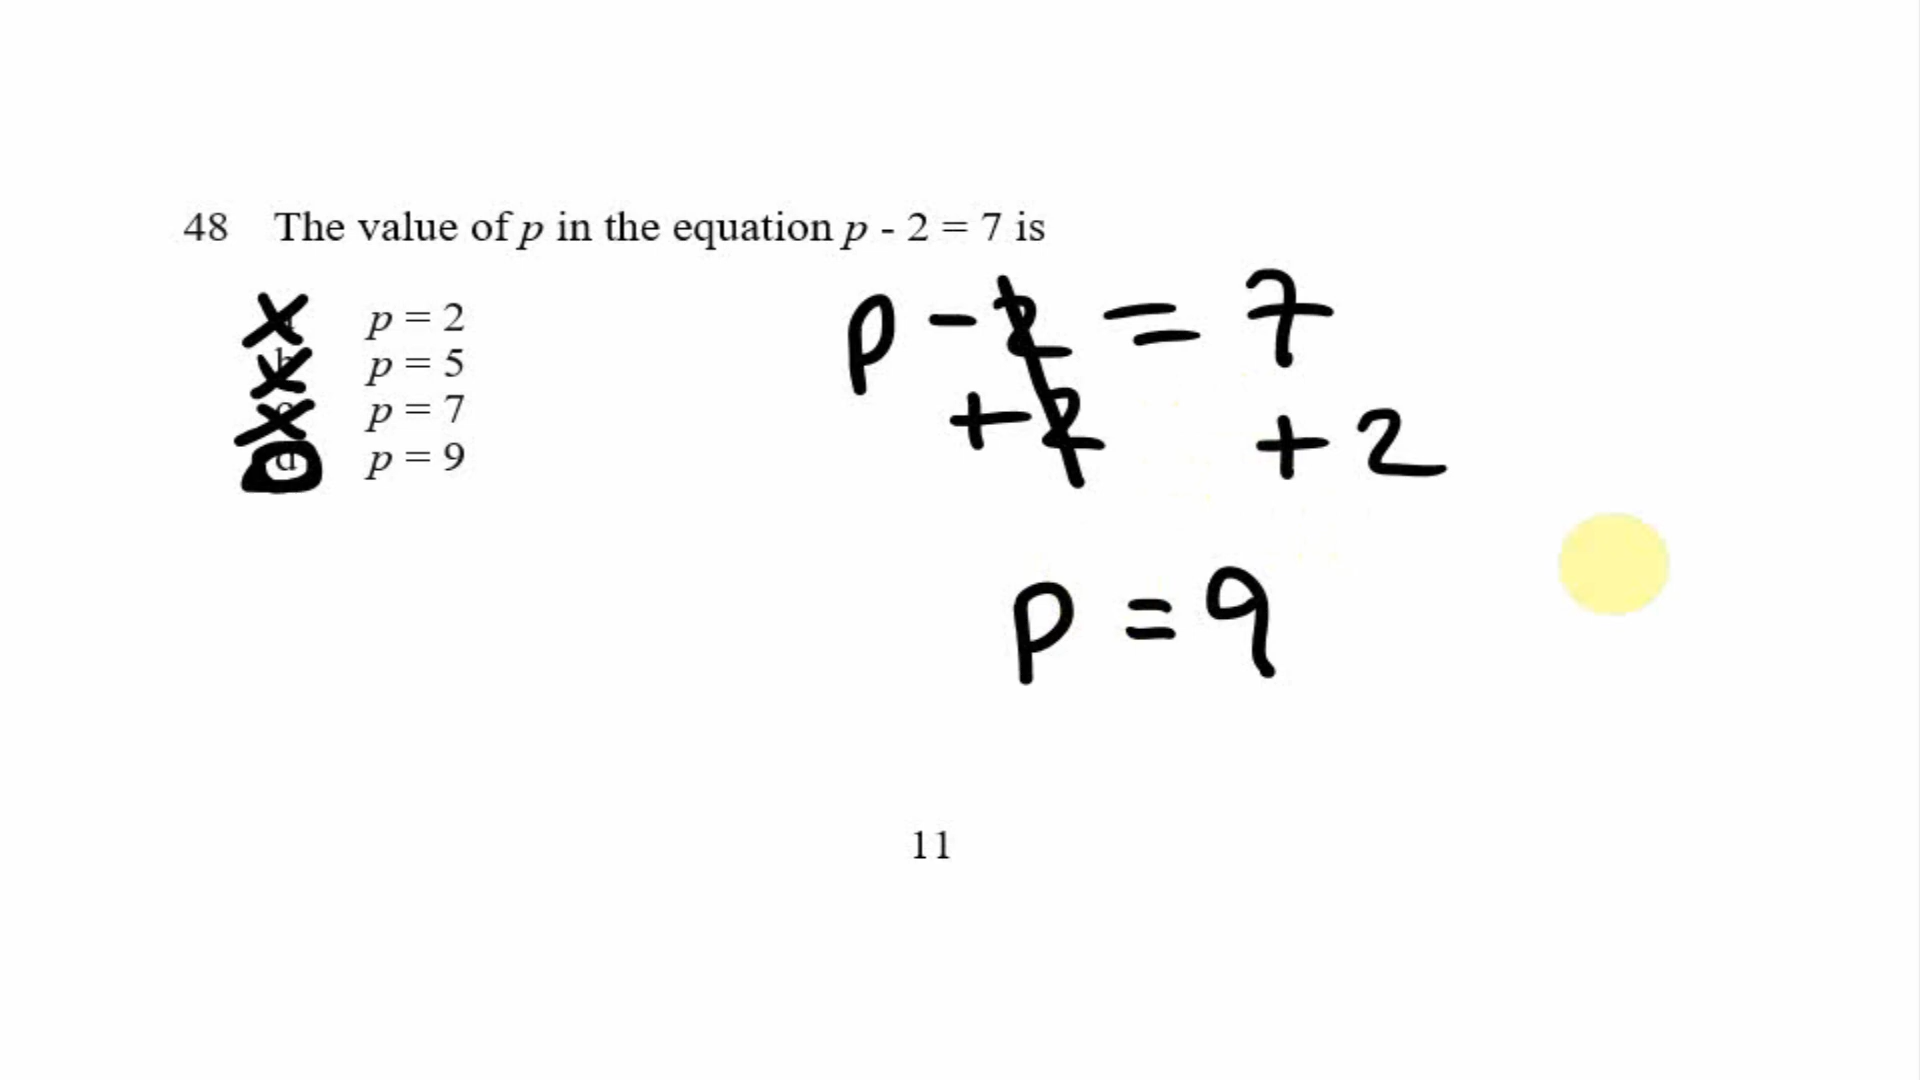 48 The value of p in the equation p - 2 = 7 is
p = 2
b p = 5
c p = 7
d p = 9
p - 2 = 7
+2 +2
p = 9
11